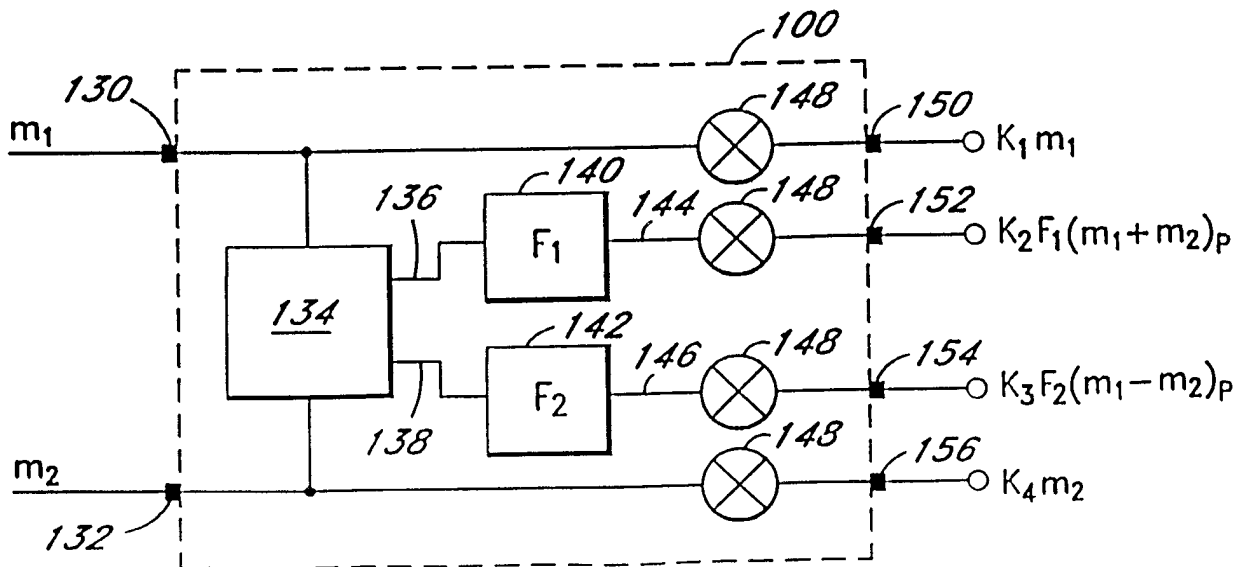 100
130
148
150
m₁
K₁m₁
140
136
144
148
152
F₁
K₂F₁(m₁+m₂)ₚ
134
142
146
148
154
F₂
K₃F₂(m₁−m₂)ₚ
138
148
156
m₂
K₄m₂
132